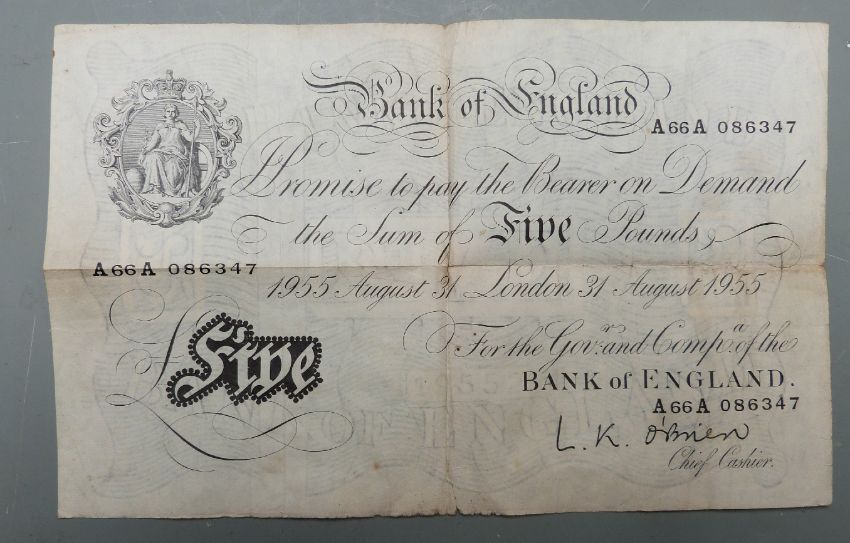 Bank of England
A66A 086347
I Promise to pay the Bearer on Demand
the Sum of Five Pounds
A66A 086347
1955 August 31 London 31 August 1955
For the Govr. and Compa. of the
BANK of ENGLAND.
Five
A66A 086347
L. K. O'Brien
Chief Cashier.